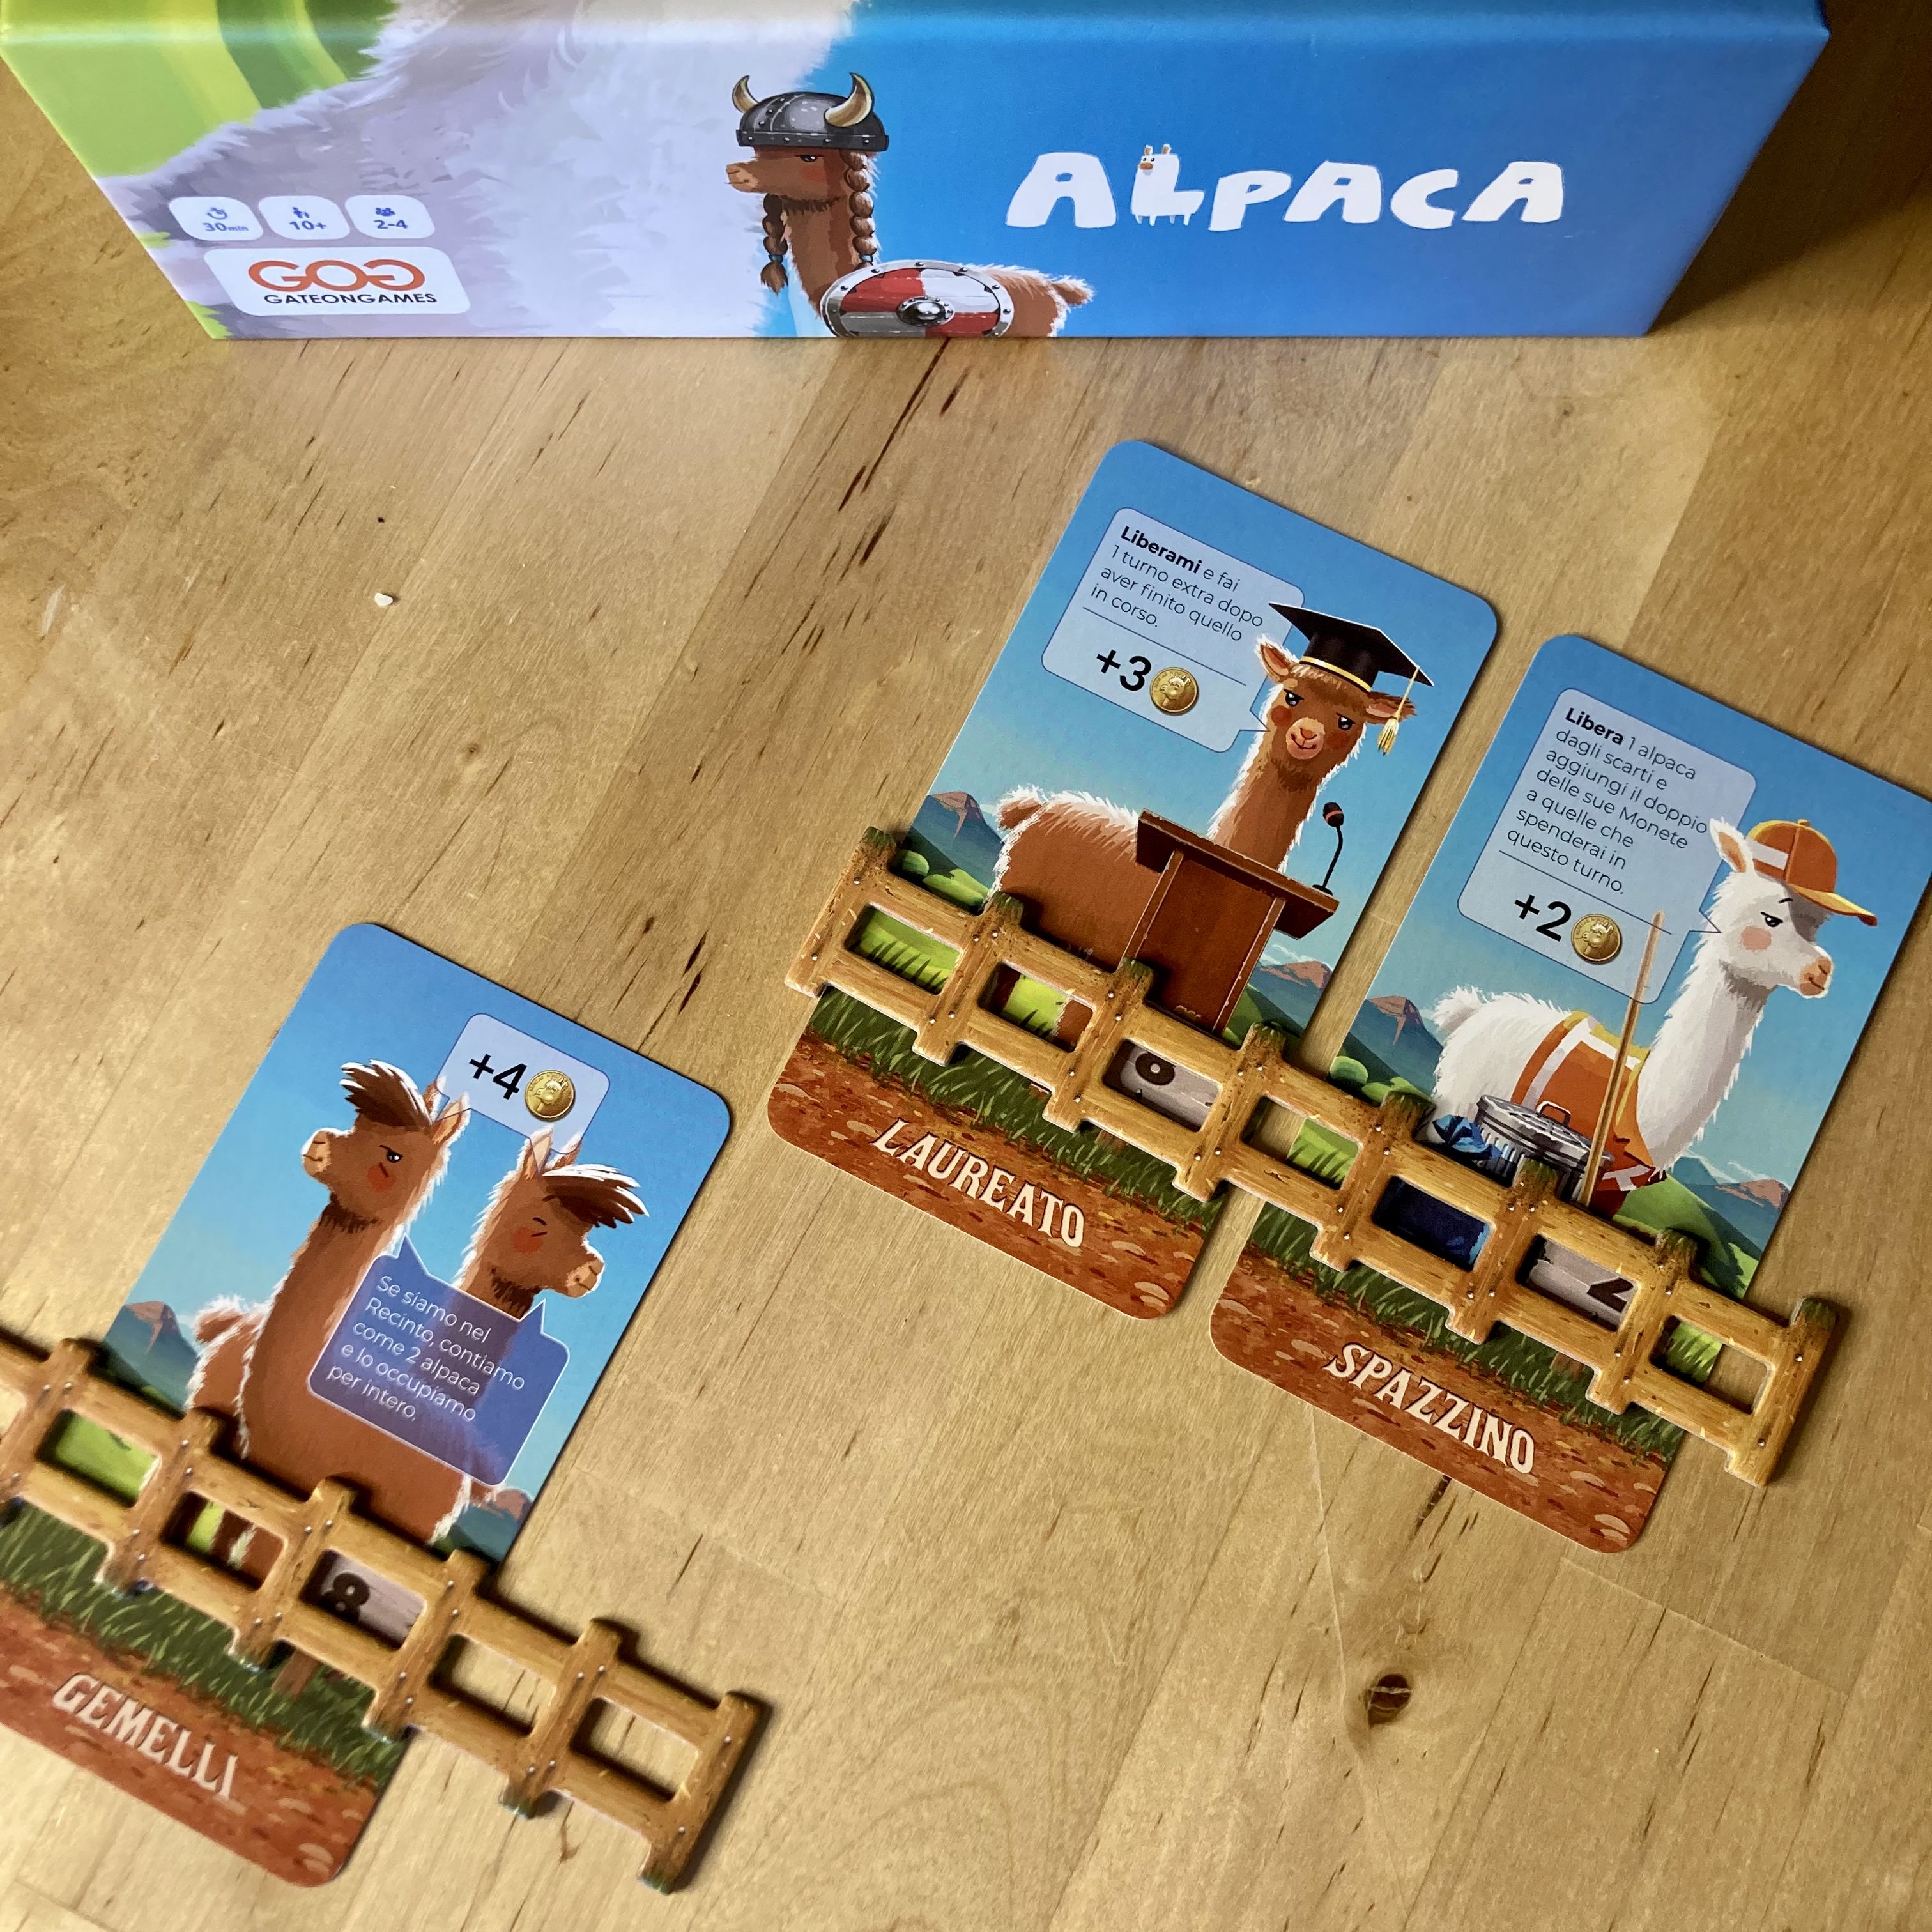 ALPACA
30min
10+
2-4
GOG
GATEONGAMES
Liberami e fai
1 turno extra dopo
aver finito quello
in corso.
+3
LAUREATO
Libera 1 alpaca
dagli scarti e
aggiungi il doppio
delle sue Monete
a quelle che
spenderai in
questo turno.
+2
2
SPAZZINO
+4
Se siamo nel
Recinto, contiamo
come 2 alpaca
e lo occupiamo
per intero.
8
GEMELLI